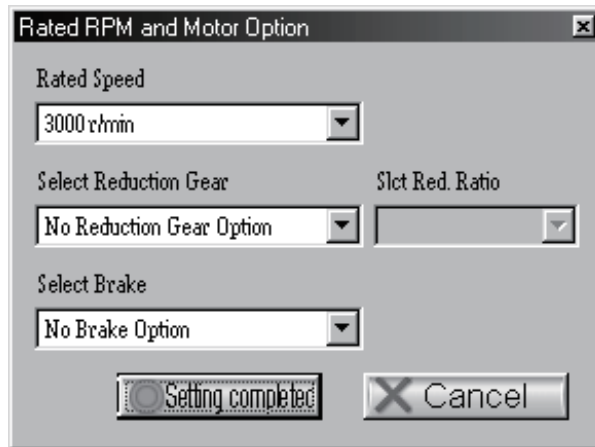 Rated RPM and Motor Option
Rated Speed
3000 r/min
Select Reduction Gear
Slct Red. Ratio
No Reduction Gear Option
Select Brake
No Brake Option
Setting completed
Cancel